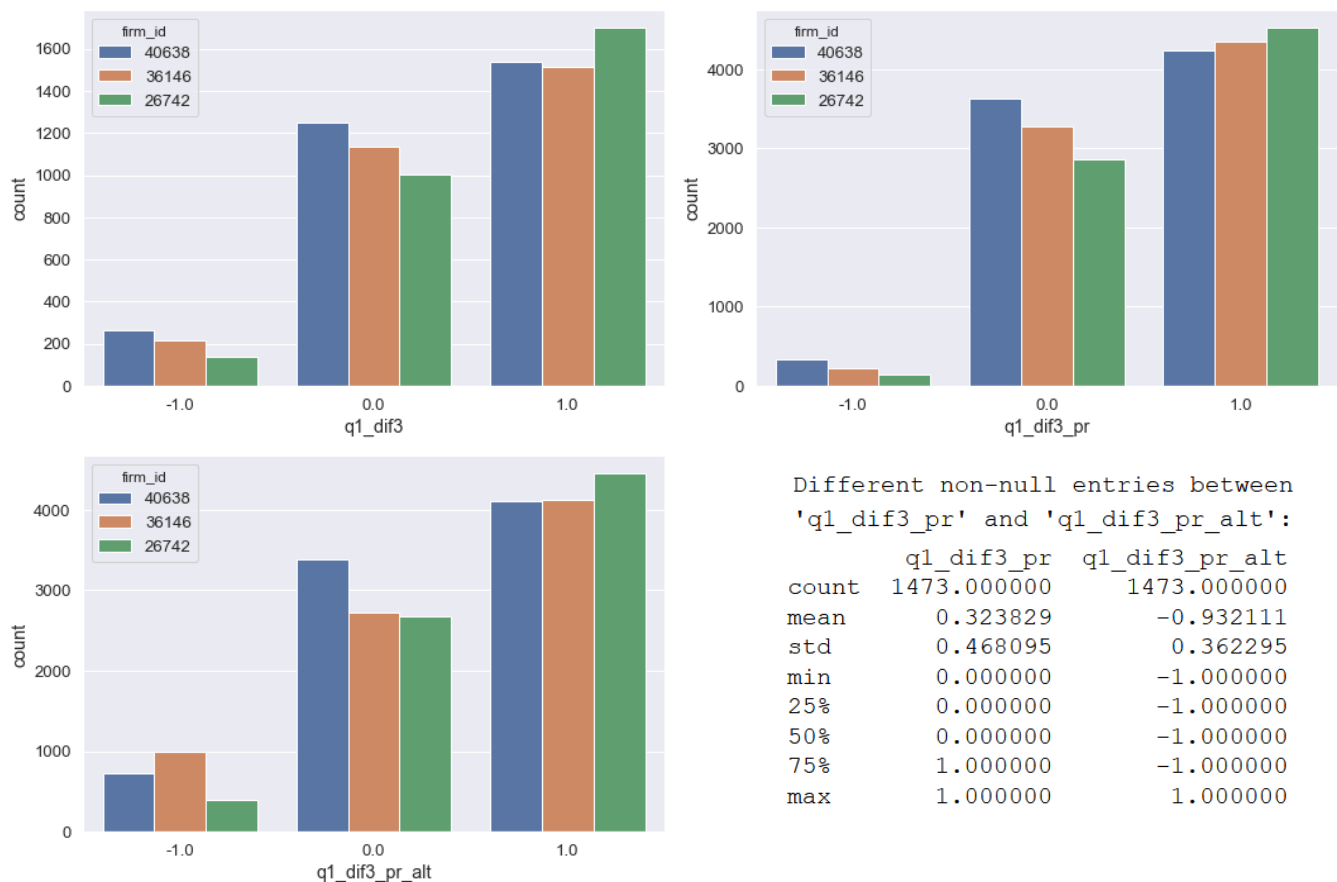 firm_id
40638
36146
26742
1600
1400
1200
1000
800
600
400
200
0
count
-1.0 0.0 1.0
q1_dif3
firm_id
40638
36146
26742
4000
3000
2000
1000
0
count
-1.0 0.0 1.0
q1_dif3_pr
firm_id
40638
36146
26742
4000
3000
2000
1000
0
count
-1.0 0.0 1.0
q1_dif3_pr_alt
Different non-null entries between
'q1_dif3_pr' and 'q1_dif3_pr_alt':
q1_dif3_pr q1_dif3_pr_alt
count 1473.000000 1473.000000
mean 0.323829 -0.932111
std 0.468095 0.362295
min 0.000000 -1.000000
25% 0.000000 -1.000000
50% 0.000000 -1.000000
75% 1.000000 -1.000000
max 1.000000 1.000000